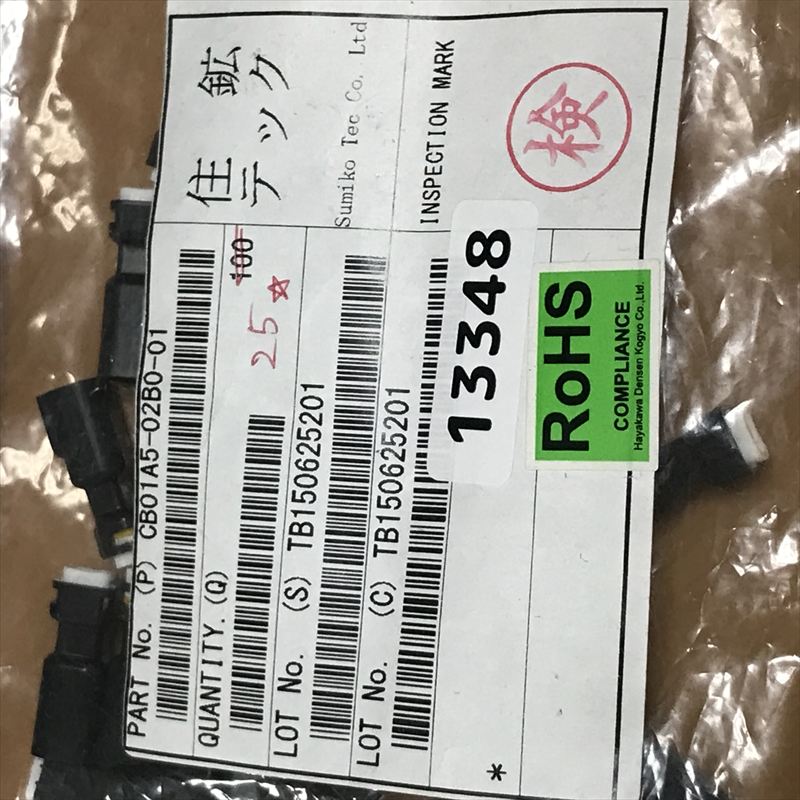 PART No. (P) CB01A5-02B0-01
住鉱
テック
QUANTITY.(Q) 100
25☆
Sumiko Tec Co. Ltd
LOT No. (S) TB150625201
LOT No. (C) TB150625201
INSPECTION MARK
検
13348
RoHS
COMPLIANCE
Hayakawa Densen Kogyo Co.,Ltd.
*